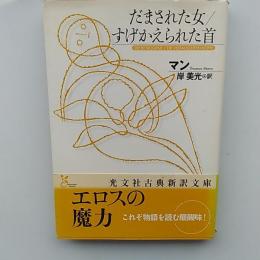 だまされた女/
すげかえられた首
マン
Thomas Mann
岸 美光◎訳
光文社古典新訳文庫
エロスの
魔力
これぞ物語を読む醍醐味!